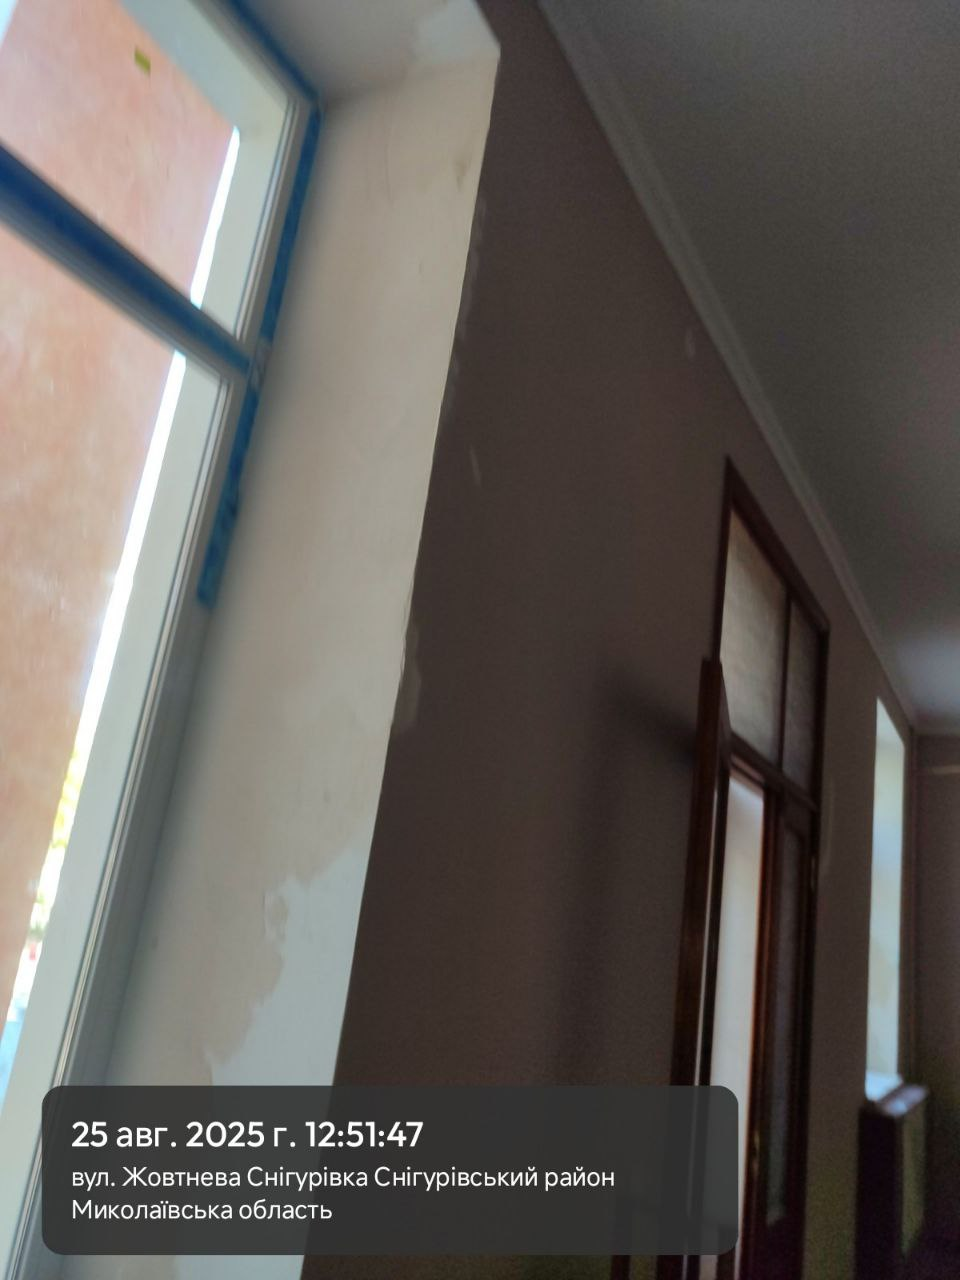 25 авг. 2025 г. 12:51:47
вул. Жовтнева Снігурівка Снігурівський район
Миколаївська область